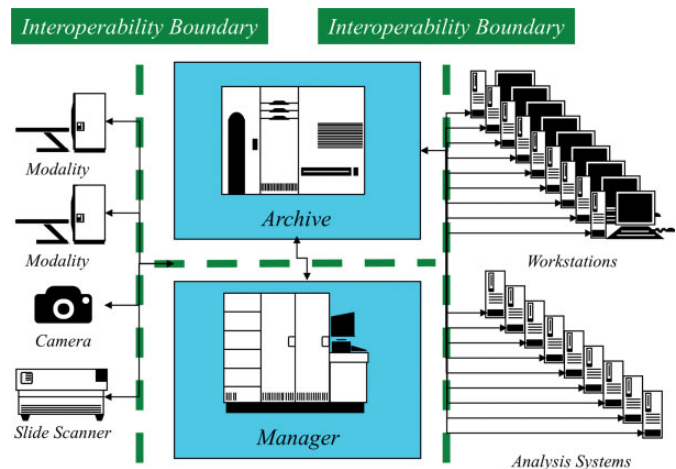 Interoperability Boundary
Interoperability Boundary
Modality
Archive
Modality
Workstations
Camera
Slide Scanner
Manager
Analysis Systems